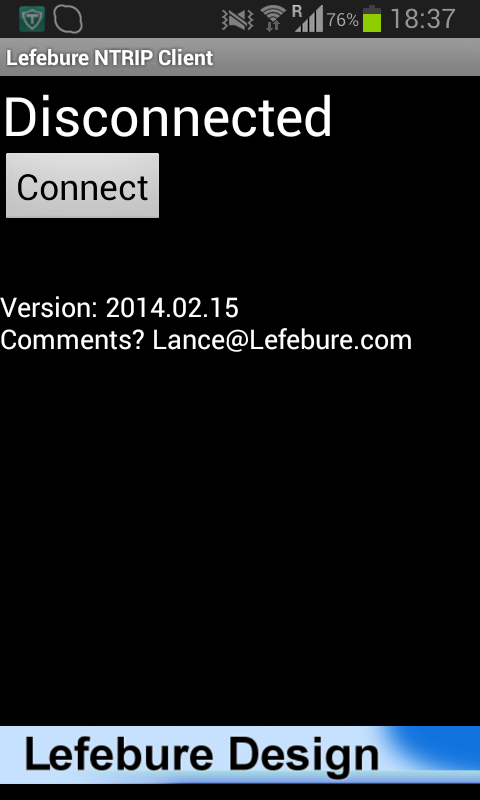 R 76% 18:37
Lefebure NTRIP Client
Disconnected
Connect
Version: 2014.02.15
Comments? Lance@Lefebure.com
Lefebure Design